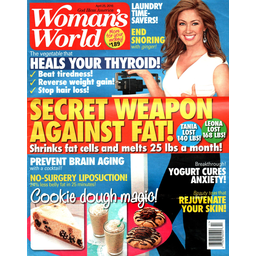 Woman's
World
$1.89
LAUNDRY
TIME-
SAVERS!
END
SNORING
with ginger!
The vegetable that
HEALS YOUR THYROID!
✓ Beat tiredness!
✓ Reverse weight gain!
✓ Stop hair loss!
SECRET WEAPON
AGAINST FAT!
TANIA
LOST
140 LBS!
LEONA
LOST
168 LBS!
Shrinks fat cells and melts 25 lbs a month!
PREVENT BRAIN AGING
with a cocktail!
NO-SURGERY LIPOSUCTION!
Cookie dough magic!
Breakthrough!
YOGURT CURES
ANXIETY!
REJUVENATE
YOUR SKIN!